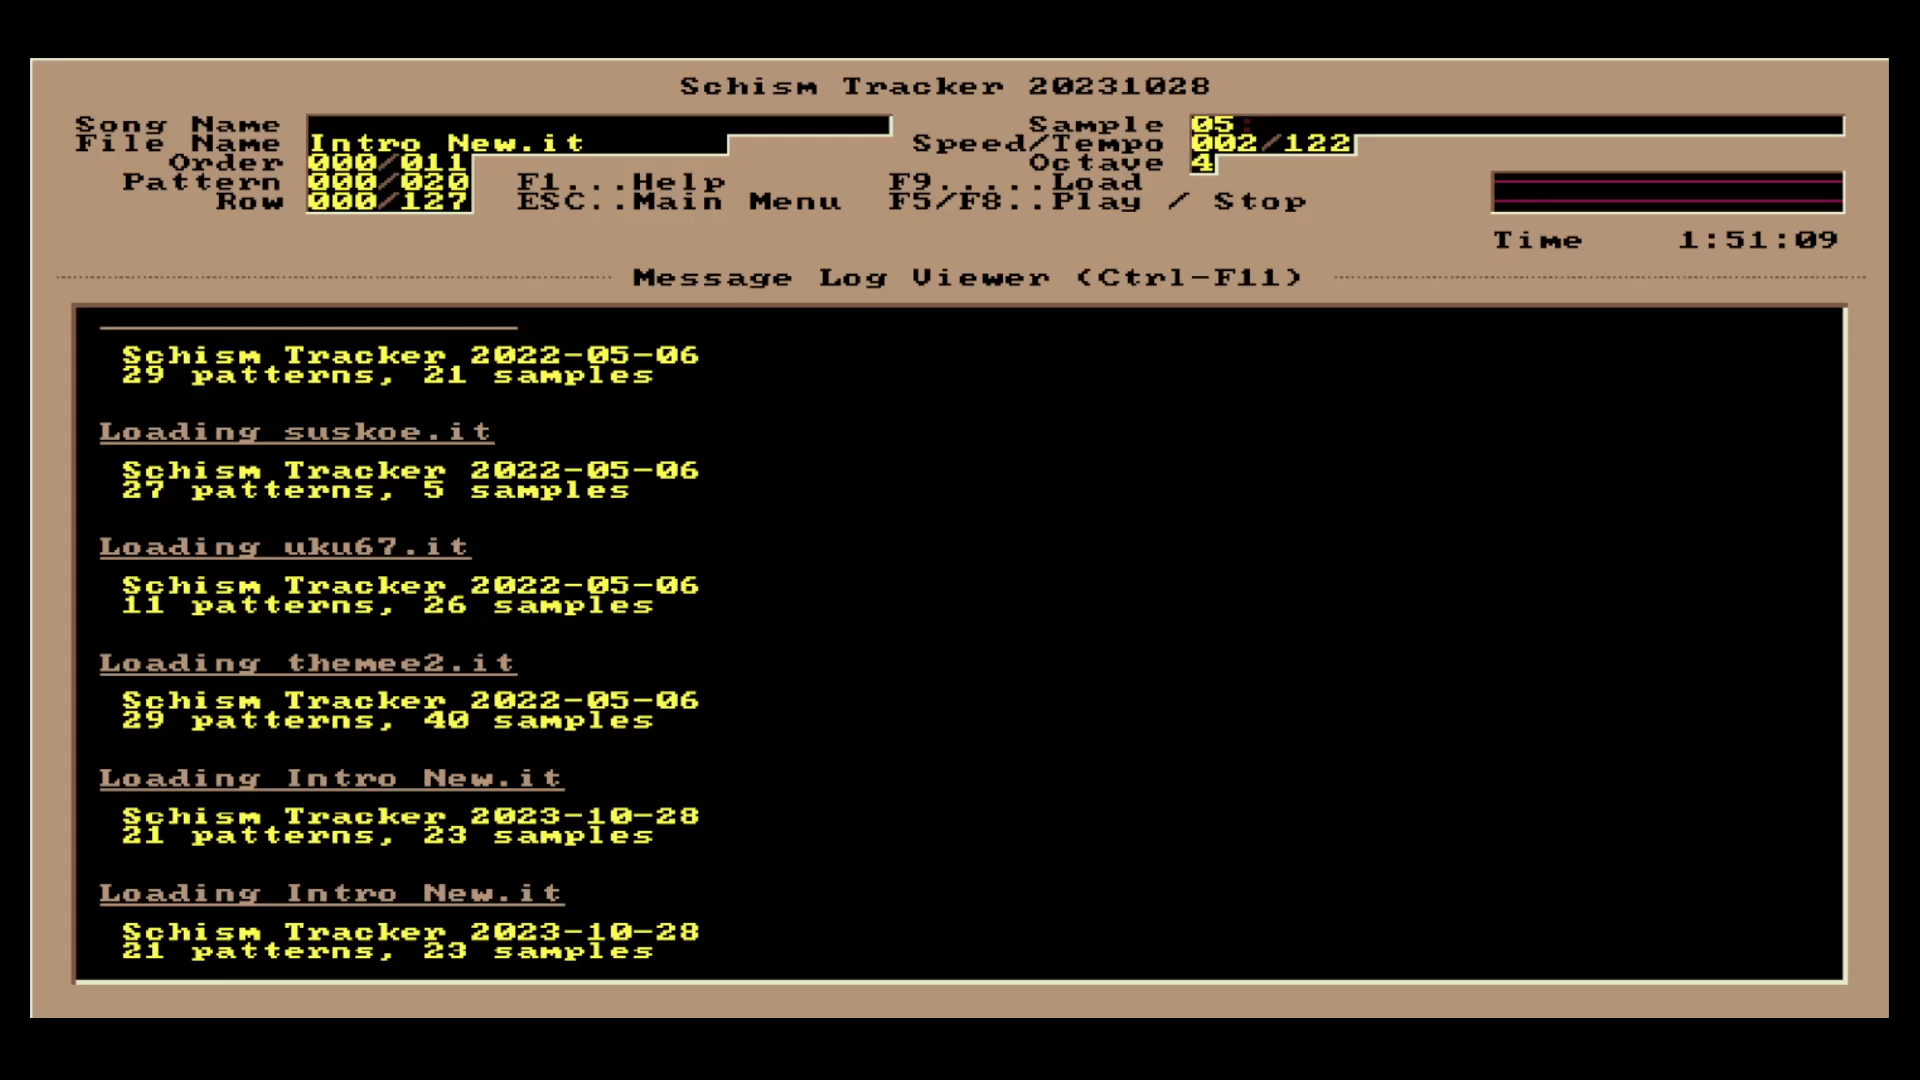 Schism Tracker 20231028
Song Name
Sample 05:
File Name Intro New.it
Speed/Tempo 002/122
Order 000/011
Octave 4
Pattern 000/020 F1...Help F9.....Load
Row 000/127 ESC..Main Menu F5/F8..Play / Stop
Time 1:51:09
Message Log Viewer (Ctrl-F11)
Schism Tracker 2022-05-06
29 patterns, 21 samples
Loading suskoe.it
Schism Tracker 2022-05-06
27 patterns, 5 samples
Loading uku67.it
Schism Tracker 2022-05-06
11 patterns, 26 samples
Loading themee2.it
Schism Tracker 2022-05-06
29 patterns, 40 samples
Loading Intro New.it
Schism Tracker 2023-10-28
21 patterns, 23 samples
Loading Intro New.it
Schism Tracker 2023-10-28
21 patterns, 23 samples